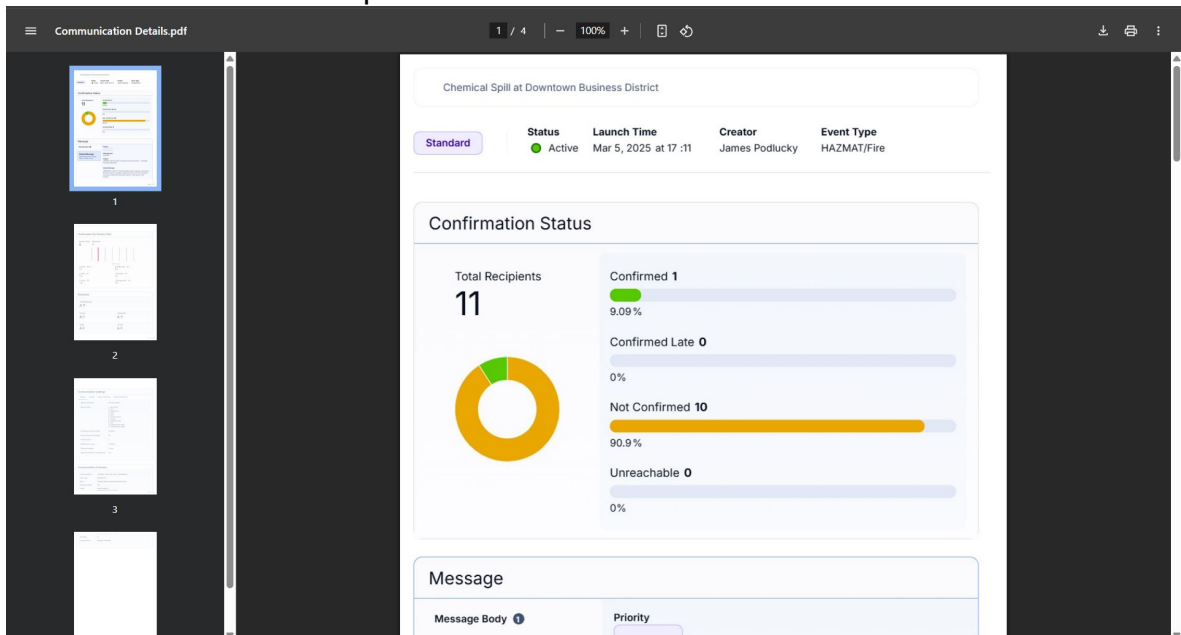 Communication Details.pdf
1 / 4
100%
1
2
3
Chemical Spill at Downtown Business District
Standard
Status
Active
Launch Time
Mar 5, 2025 at 17 :11
Creator
James Podlucky
Event Type
HAZMAT/Fire
Confirmation Status
Total Recipients
11
Confirmed 1
9.09%
Confirmed Late 0
0%
Not Confirmed 10
90.9%
Unreachable 0
0%
Message
Message Body 1
Priority